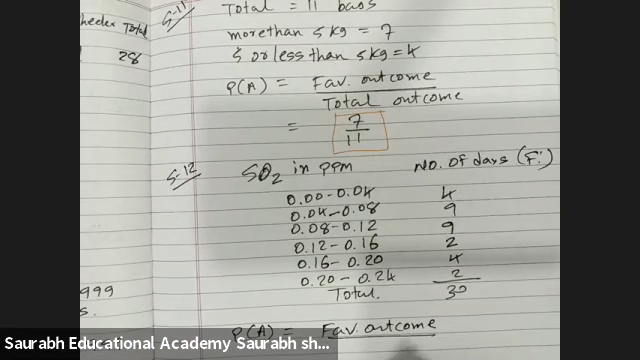 heeler Total
28
S-11
Total = 11 bags
more than 5 kg = 7
5 or less than 5 kg = 4
P(A) = Fav. outcome
Total outcome
= 7
11
S-12
SO2 in PPM No. of days (Fi)
0.00-0.04 4
0.04-0.08 9
0.08-0.12 9
0.12-0.16 2
0.16-0.20 4
0.20-0.24 2
Total. 30
999
s.
P(A) = Fav. outcome
Saurabh Educational Academy Saurabh sh...